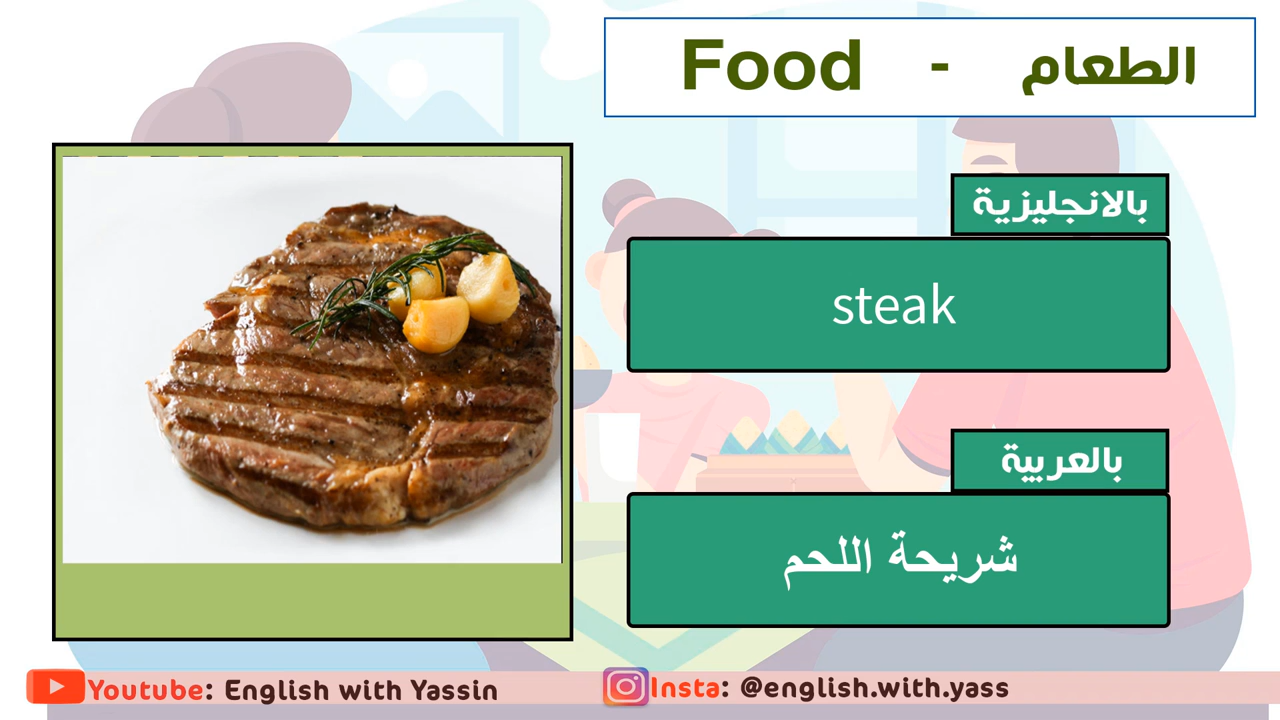 Food - الطعام
بالانجليزية
steak
بالعربية
شريحة اللحم
Youtube: English with Yassin
Insta: @english.with.yass